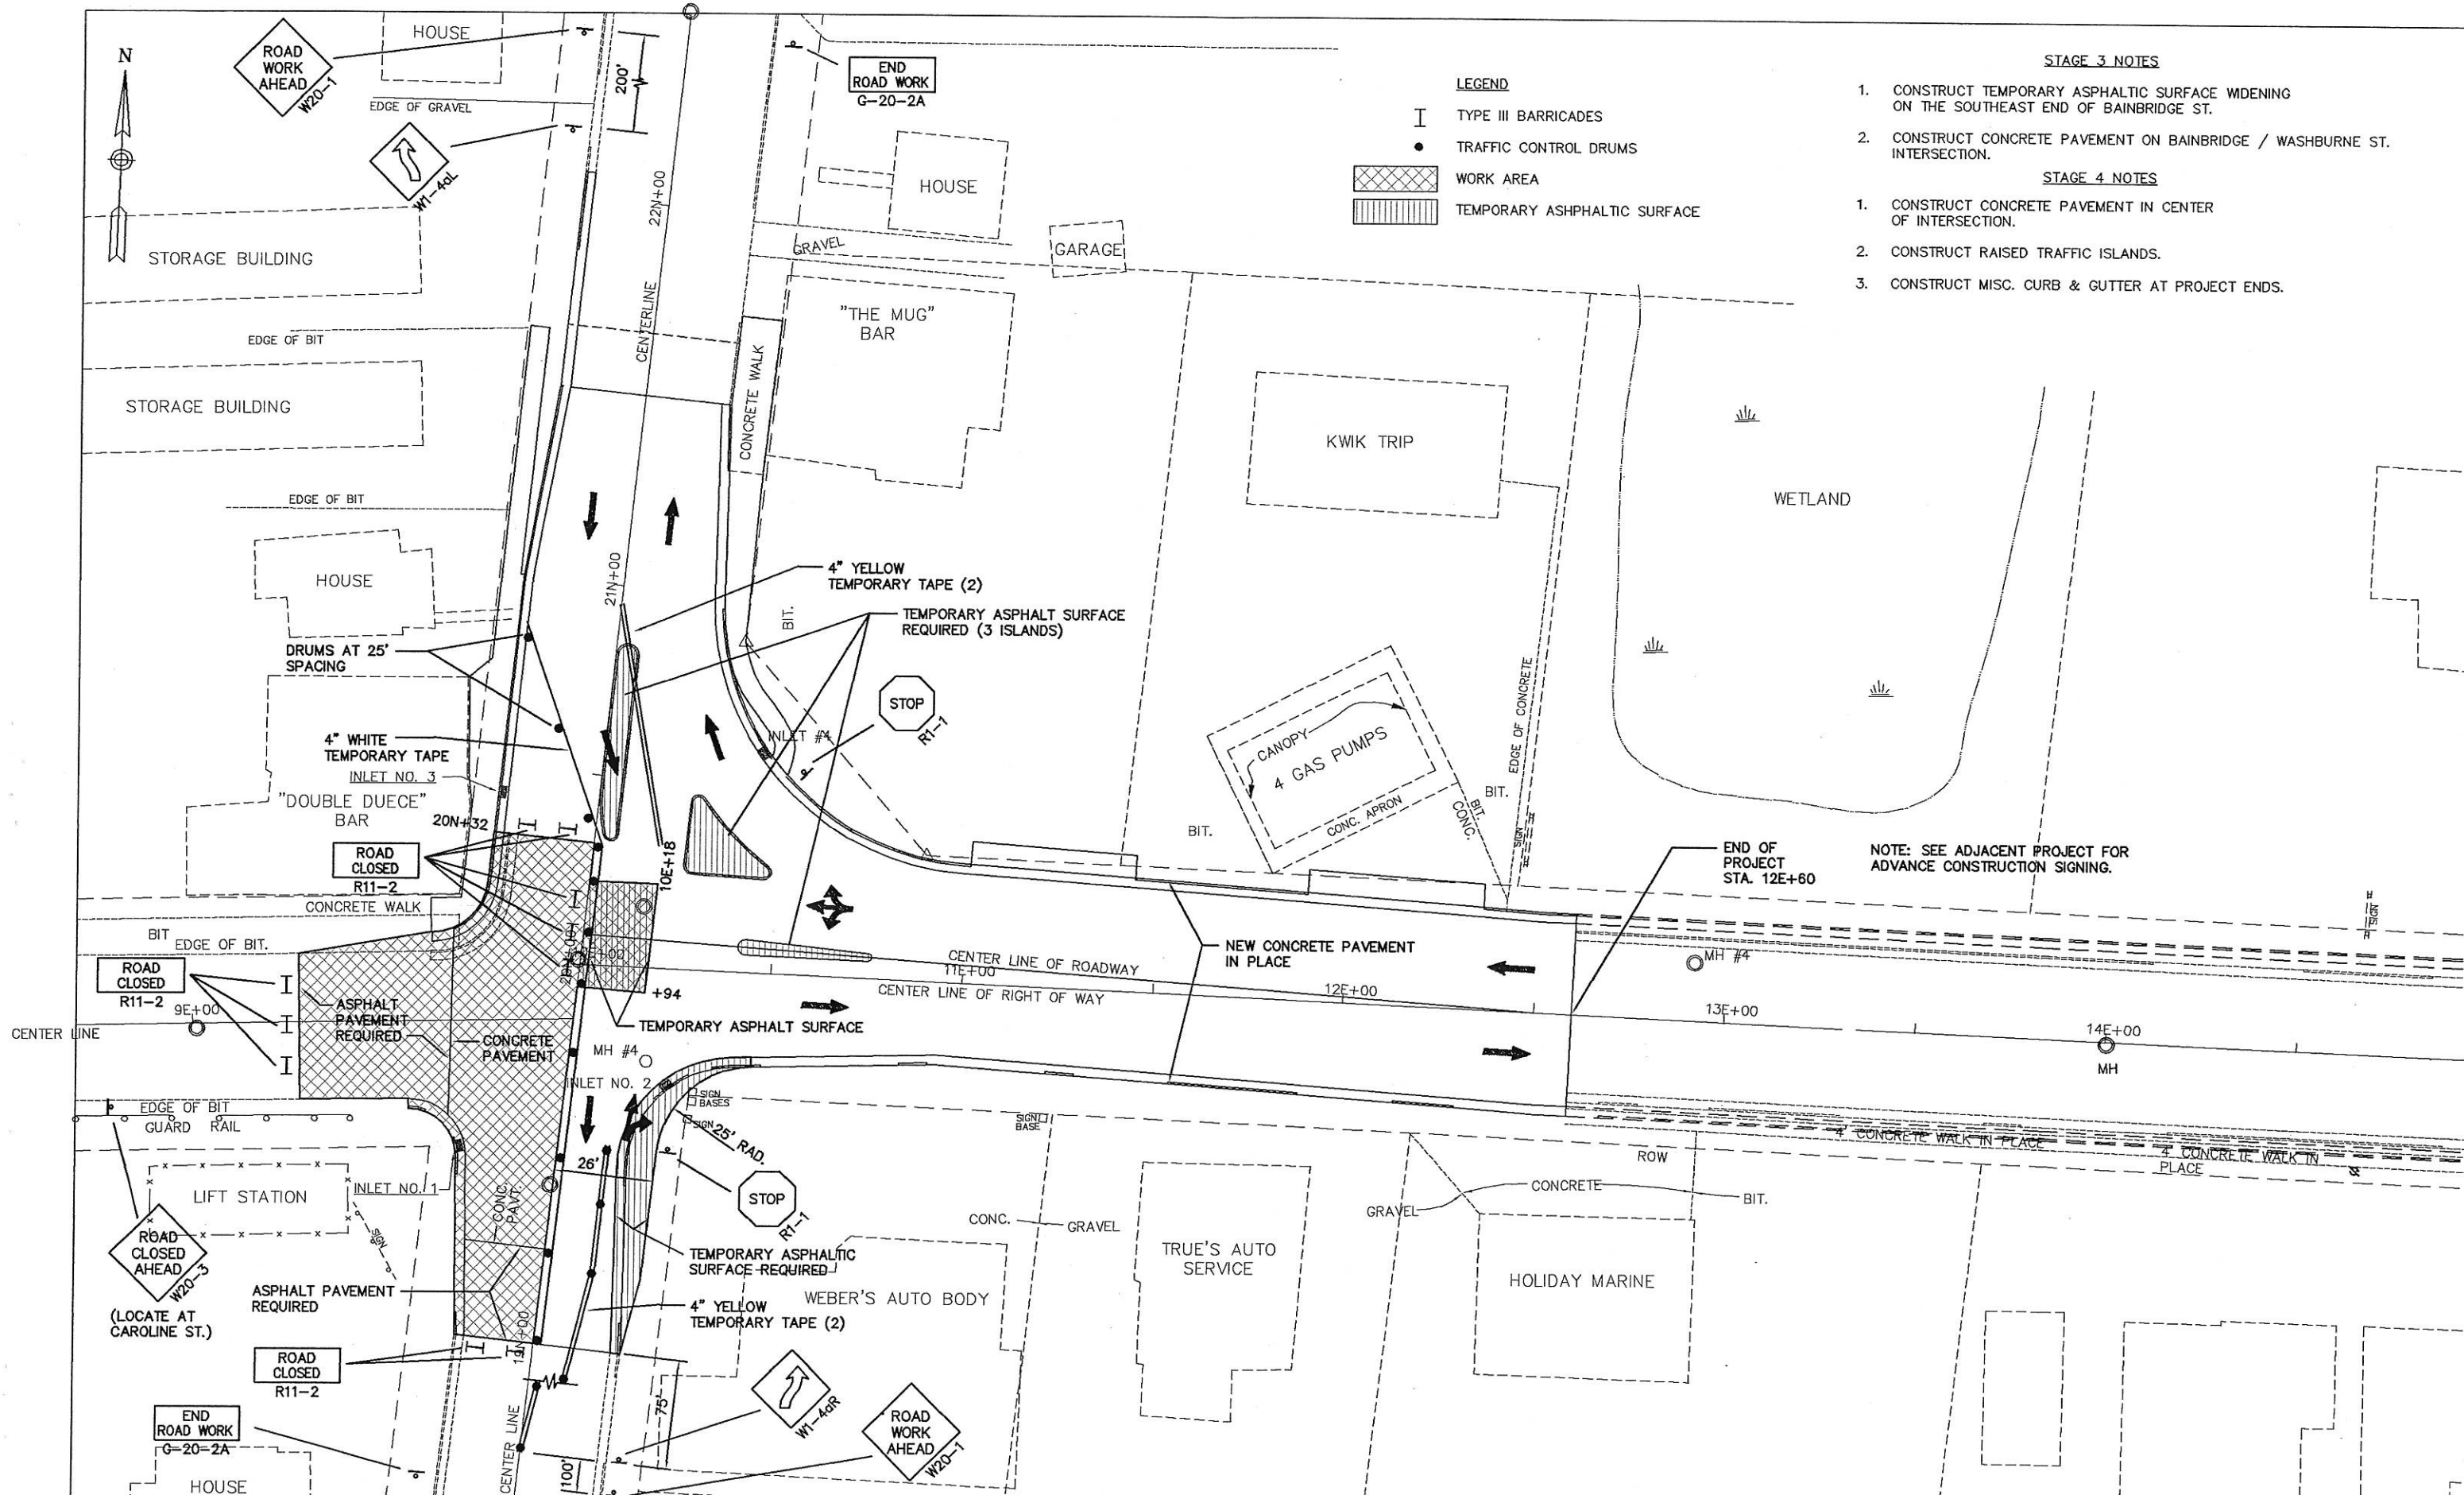 N
ROAD
WORK
AHEAD
W20-1
HOUSE
200'
END
ROAD WORK
G-20-2A
EDGE OF GRAVEL
W1-4aL
22N+00
HOUSE
GRAVEL
GARAGE
STORAGE BUILDING
LEGEND
TYPE III BARRICADES
TRAFFIC CONTROL DRUMS
WORK AREA
TEMPORARY ASHPHALTIC SURFACE
STAGE 3 NOTES
1. CONSTRUCT TEMPORARY ASPHALTIC SURFACE WIDENING
ON THE SOUTHEAST END OF BAINBRIDGE ST.
2. CONSTRUCT CONCRETE PAVEMENT ON BAINBRIDGE / WASHBURNE ST.
INTERSECTION.
STAGE 4 NOTES
1. CONSTRUCT CONCRETE PAVEMENT IN CENTER
OF INTERSECTION.
2. CONSTRUCT RAISED TRAFFIC ISLANDS.
3. CONSTRUCT MISC. CURB & GUTTER AT PROJECT ENDS.
EDGE OF BIT
CENTERLINE
"THE MUG"
BAR
CONCRETE WALK
STORAGE BUILDING
KWIK TRIP
WETLAND
EDGE OF BIT
HOUSE
21N+00
4" YELLOW
TEMPORARY TAPE (2)
BIT.
TEMPORARY ASPHALT SURFACE
REQUIRED (3 ISLANDS)
DRUMS AT 25'
SPACING
STOP
R1-1
INLET #4
4" WHITE
TEMPORARY TAPE
INLET NO. 3
"DOUBLE DUECE"
BAR
20N+32
CANOPY
4 GAS PUMPS
CONC. APRON
BIT.
CONC.
EDGE OF CONCRETE
BIT.
SIGN
BIT.
ROAD
CLOSED
R11-2
10E+18
END OF
PROJECT
STA. 12E+60
NOTE: SEE ADJACENT PROJECT FOR
ADVANCE CONSTRUCTION SIGNING.
CONCRETE WALK
BIT
EDGE OF BIT.
SIGN
ROAD
CLOSED
R11-2
9E+00
CENTER LINE
ASPHALT
PAVEMENT
REQUIRED
CONCRETE
PAVEMENT
+94
TEMPORARY ASPHALT SURFACE
CENTER LINE OF ROADWAY
11E+00
CENTER LINE OF RIGHT OF WAY
NEW CONCRETE PAVEMENT
IN PLACE
12E+00
MH #4
13E+00
14E+00
MH
MH #4
INLET NO. 2
SIGN
BASES
SIGN
25' RAD.
SIGN
BASE
EDGE OF BIT
GUARD RAIL
26'
4' CONCRETE WALK IN PLACE
4' CONCRETE WALK IN
PLACE
ROW
LIFT STATION
INLET NO. 1
SIGN
CONC.
PAVT.
STOP
R1-1
CONCRETE
BIT.
GRAVEL
CONC.
GRAVEL
ROAD
CLOSED
AHEAD
W20-3
(LOCATE AT
CAROLINE ST.)
TEMPORARY ASPHALTIC
SURFACE REQUIRED
TRUE'S AUTO
SERVICE
HOLIDAY MARINE
ASPHALT PAVEMENT
REQUIRED
4" YELLOW
TEMPORARY TAPE (2)
WEBER'S AUTO BODY
19N+00
ROAD
CLOSED
R11-2
75'
W1-4aR
ROAD
WORK
AHEAD
W20-1
END
ROAD WORK
G-20-2A
CENTER LINE
100'
HOUSE